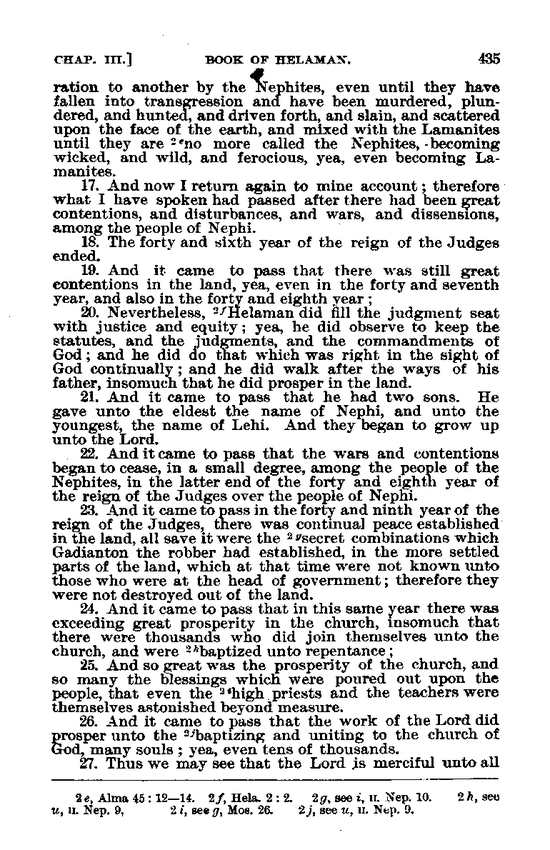 CHAP. III.] BOOK OF HELAMAN. 435
ration to another by the Nephites, even until they have
fallen into transgression and have been murdered, plun-
dered, and hunted, and driven forth, and slain, and scattered
upon the face of the earth, and mixed with the Lamanites
until they are ²ᵉno more called the Nephites, becoming
wicked, and wild, and ferocious, yea, even becoming La-
manites.
17. And now I return again to mine account; therefore
what I have spoken had passed after there had been great
contentions, and disturbances, and wars, and dissensions,
among the people of Nephi.
18. The forty and sixth year of the reign of the Judges
ended.
19. And it came to pass that there was still great
contentions in the land, yea, even in the forty and seventh
year, and also in the forty and eighth year;
20. Nevertheless, ²ᶠHelaman did fill the judgment seat
with justice and equity; yea, he did observe to keep the
statutes, and the judgments, and the commandments of
God; and he did do that which was right in the sight of
God continually; and he did walk after the ways of his
father, insomuch that he did prosper in the land.
21. And it came to pass that he had two sons. He
gave unto the eldest the name of Nephi, and unto the
youngest, the name of Lehi. And they began to grow up
unto the Lord.
22. And it came to pass that the wars and contentions
began to cease, in a small degree, among the people of the
Nephites, in the latter end of the forty and eighth year of
the reign of the Judges over the people of Nephi.
23. And it came to pass in the forty and ninth year of the
reign of the Judges, there was continual peace established
in the land, all save it were the ²ᵍsecret combinations which
Gadianton the robber had established, in the more settled
parts of the land, which at that time were not known unto
those who were at the head of government; therefore they
were not destroyed out of the land.
24. And it came to pass that in this same year there was
exceeding great prosperity in the church, insomuch that
there were thousands who did join themselves unto the
church, and were ²ʰbaptized unto repentance;
25. And so great was the prosperity of the church, and
so many the blessings which were poured out upon the
people, that even the ²ⁱhigh priests and the teachers were
themselves astonished beyond measure.
26. And it came to pass that the work of the Lord did
prosper unto the ²ʲbaptizing and uniting to the church of
God, many souls; yea, even tens of thousands.
27. Thus we may see that the Lord is merciful unto all
2e, Alma 45:12—14. 2f, Hela. 2:2. 2g, see i, II. Nep. 10. 2h, see
u, II. Nep. 9. 2i, see g, Mos. 26. 2j, see u, II. Nep. 9.